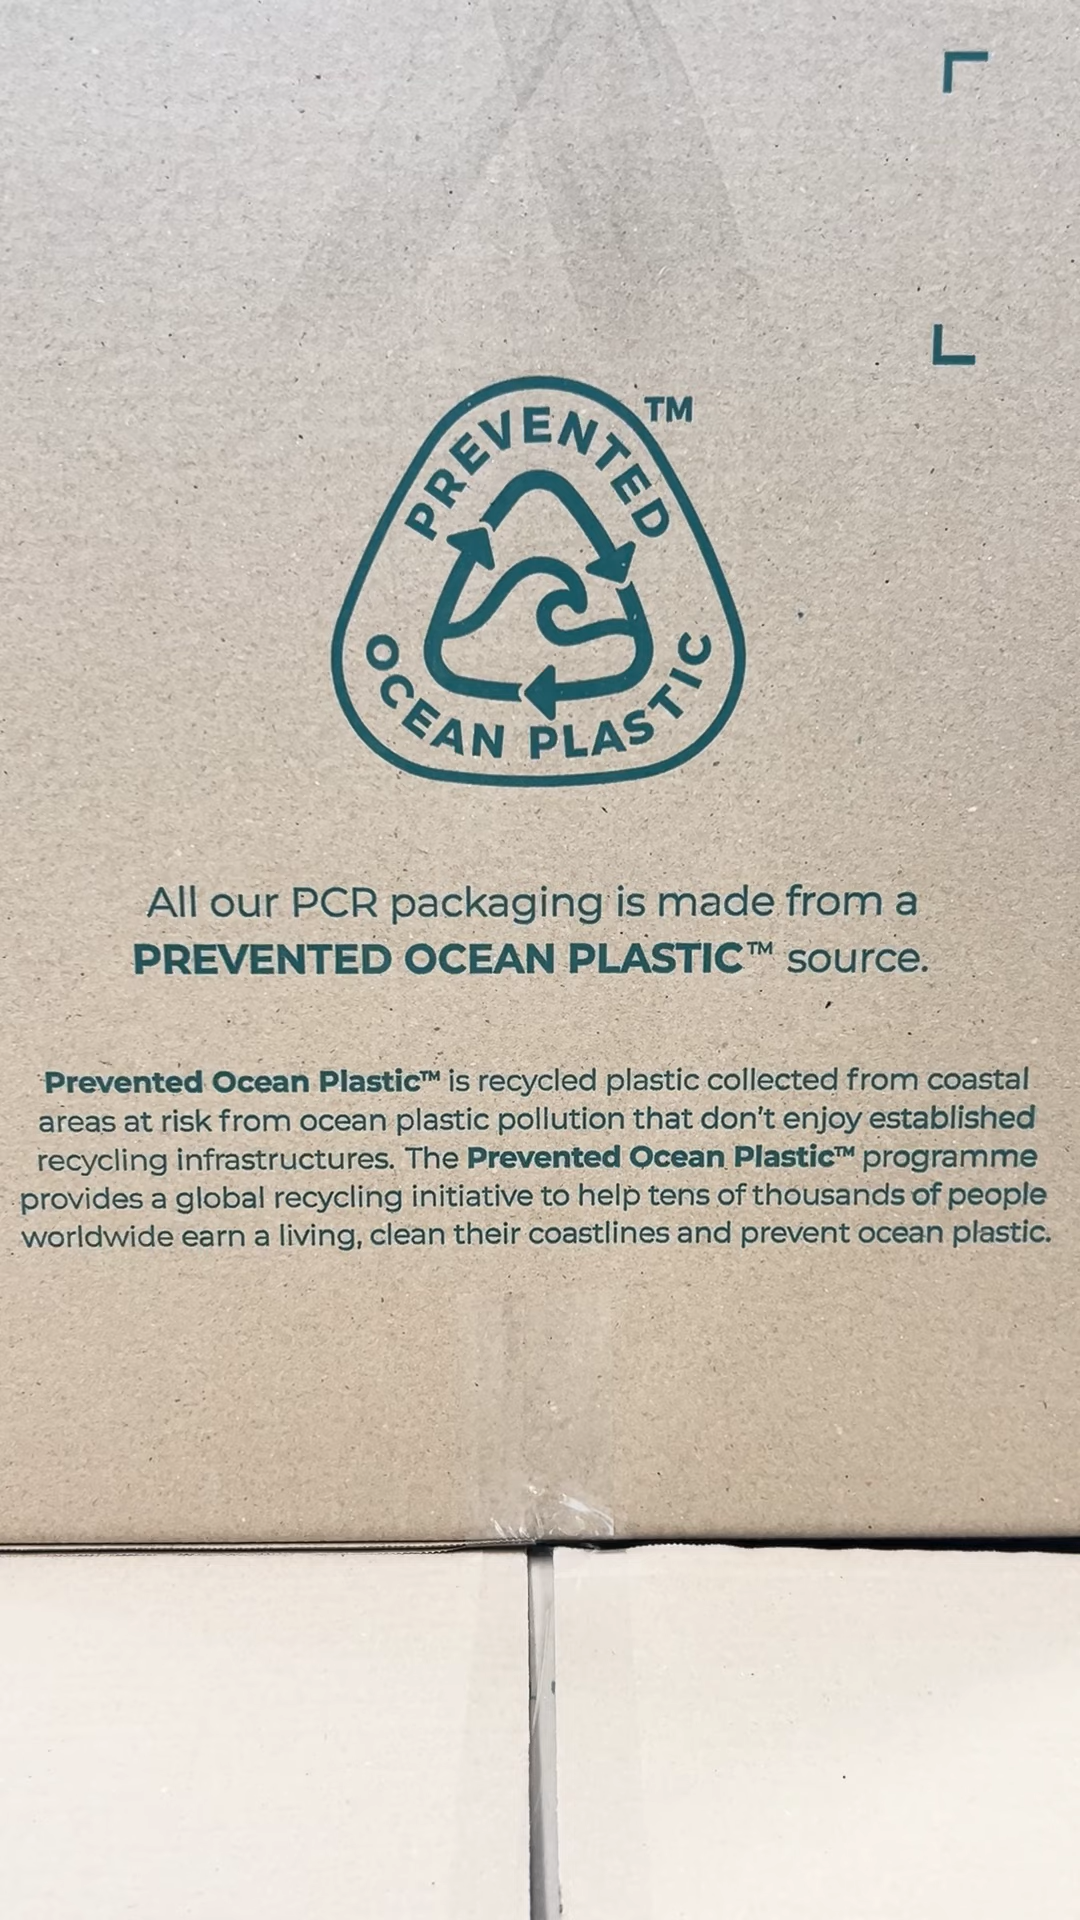 PREVENTED
TM
OCEAN PLASTIC
All our PCR packaging is made from a
PREVENTED OCEAN PLASTIC™ source.
Prevented Ocean Plastic™ is recycled plastic collected from coastal
areas at risk from ocean plastic pollution that don't enjoy established
recycling infrastructures. The Prevented Ocean Plastic™ programme
provides a global recycling initiative to help tens of thousands of people
worldwide earn a living, clean their coastlines and prevent ocean plastic.